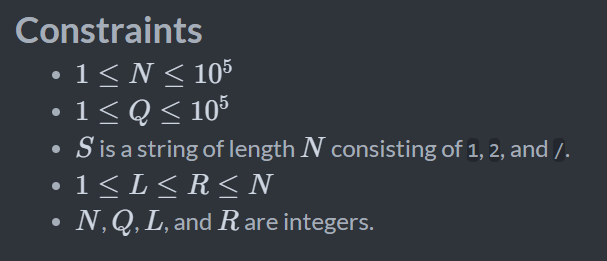 Constraints
• 1 ≤ N ≤ 10⁵
• 1 ≤ Q ≤ 10⁵
• S is a string of length N consisting of 1, 2, and /.
• 1 ≤ L ≤ R ≤ N
• N, Q, L, and R are integers.